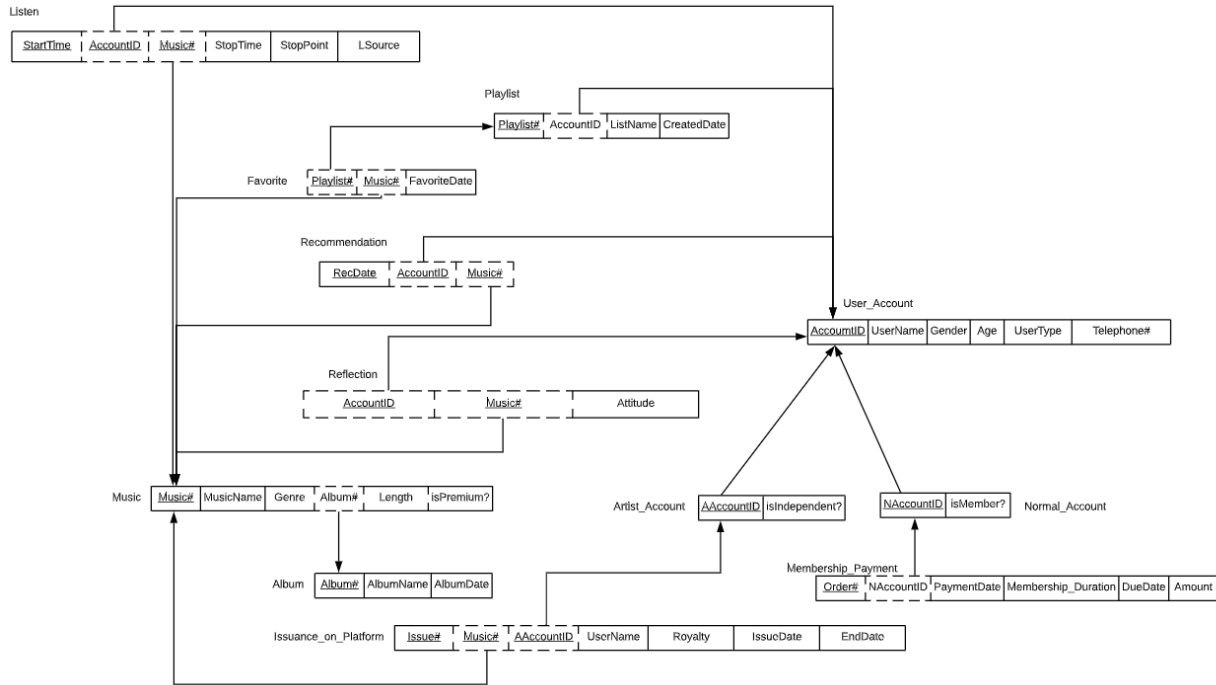 Listen
StartTime AccountID Music# StopTime StopPoint LSource
Playlist
Playlist# AccountID ListName CreatedDate
Favorite Playlist# Music# FavoriteDate
Recommendation
RecDate AccountID Music#
User_Account
AccoumtID UserName Gender Age UserType Telephone#
Reflection
AccountID Music# Attitude
Music Music# MusicName Genre Album# Length isPremium?
Artist_Account AAccountID isIndependent? NAccountID isMember? Normal_Account
Membership_Payment
Album Album# AlbumName AlbumDate
Order# NAccountID PaymentDate Membership_Duration DueDate Amount
Issuance_on_Platform Issue# Music# AAccountID UserName Royalty IssueDate EndDate